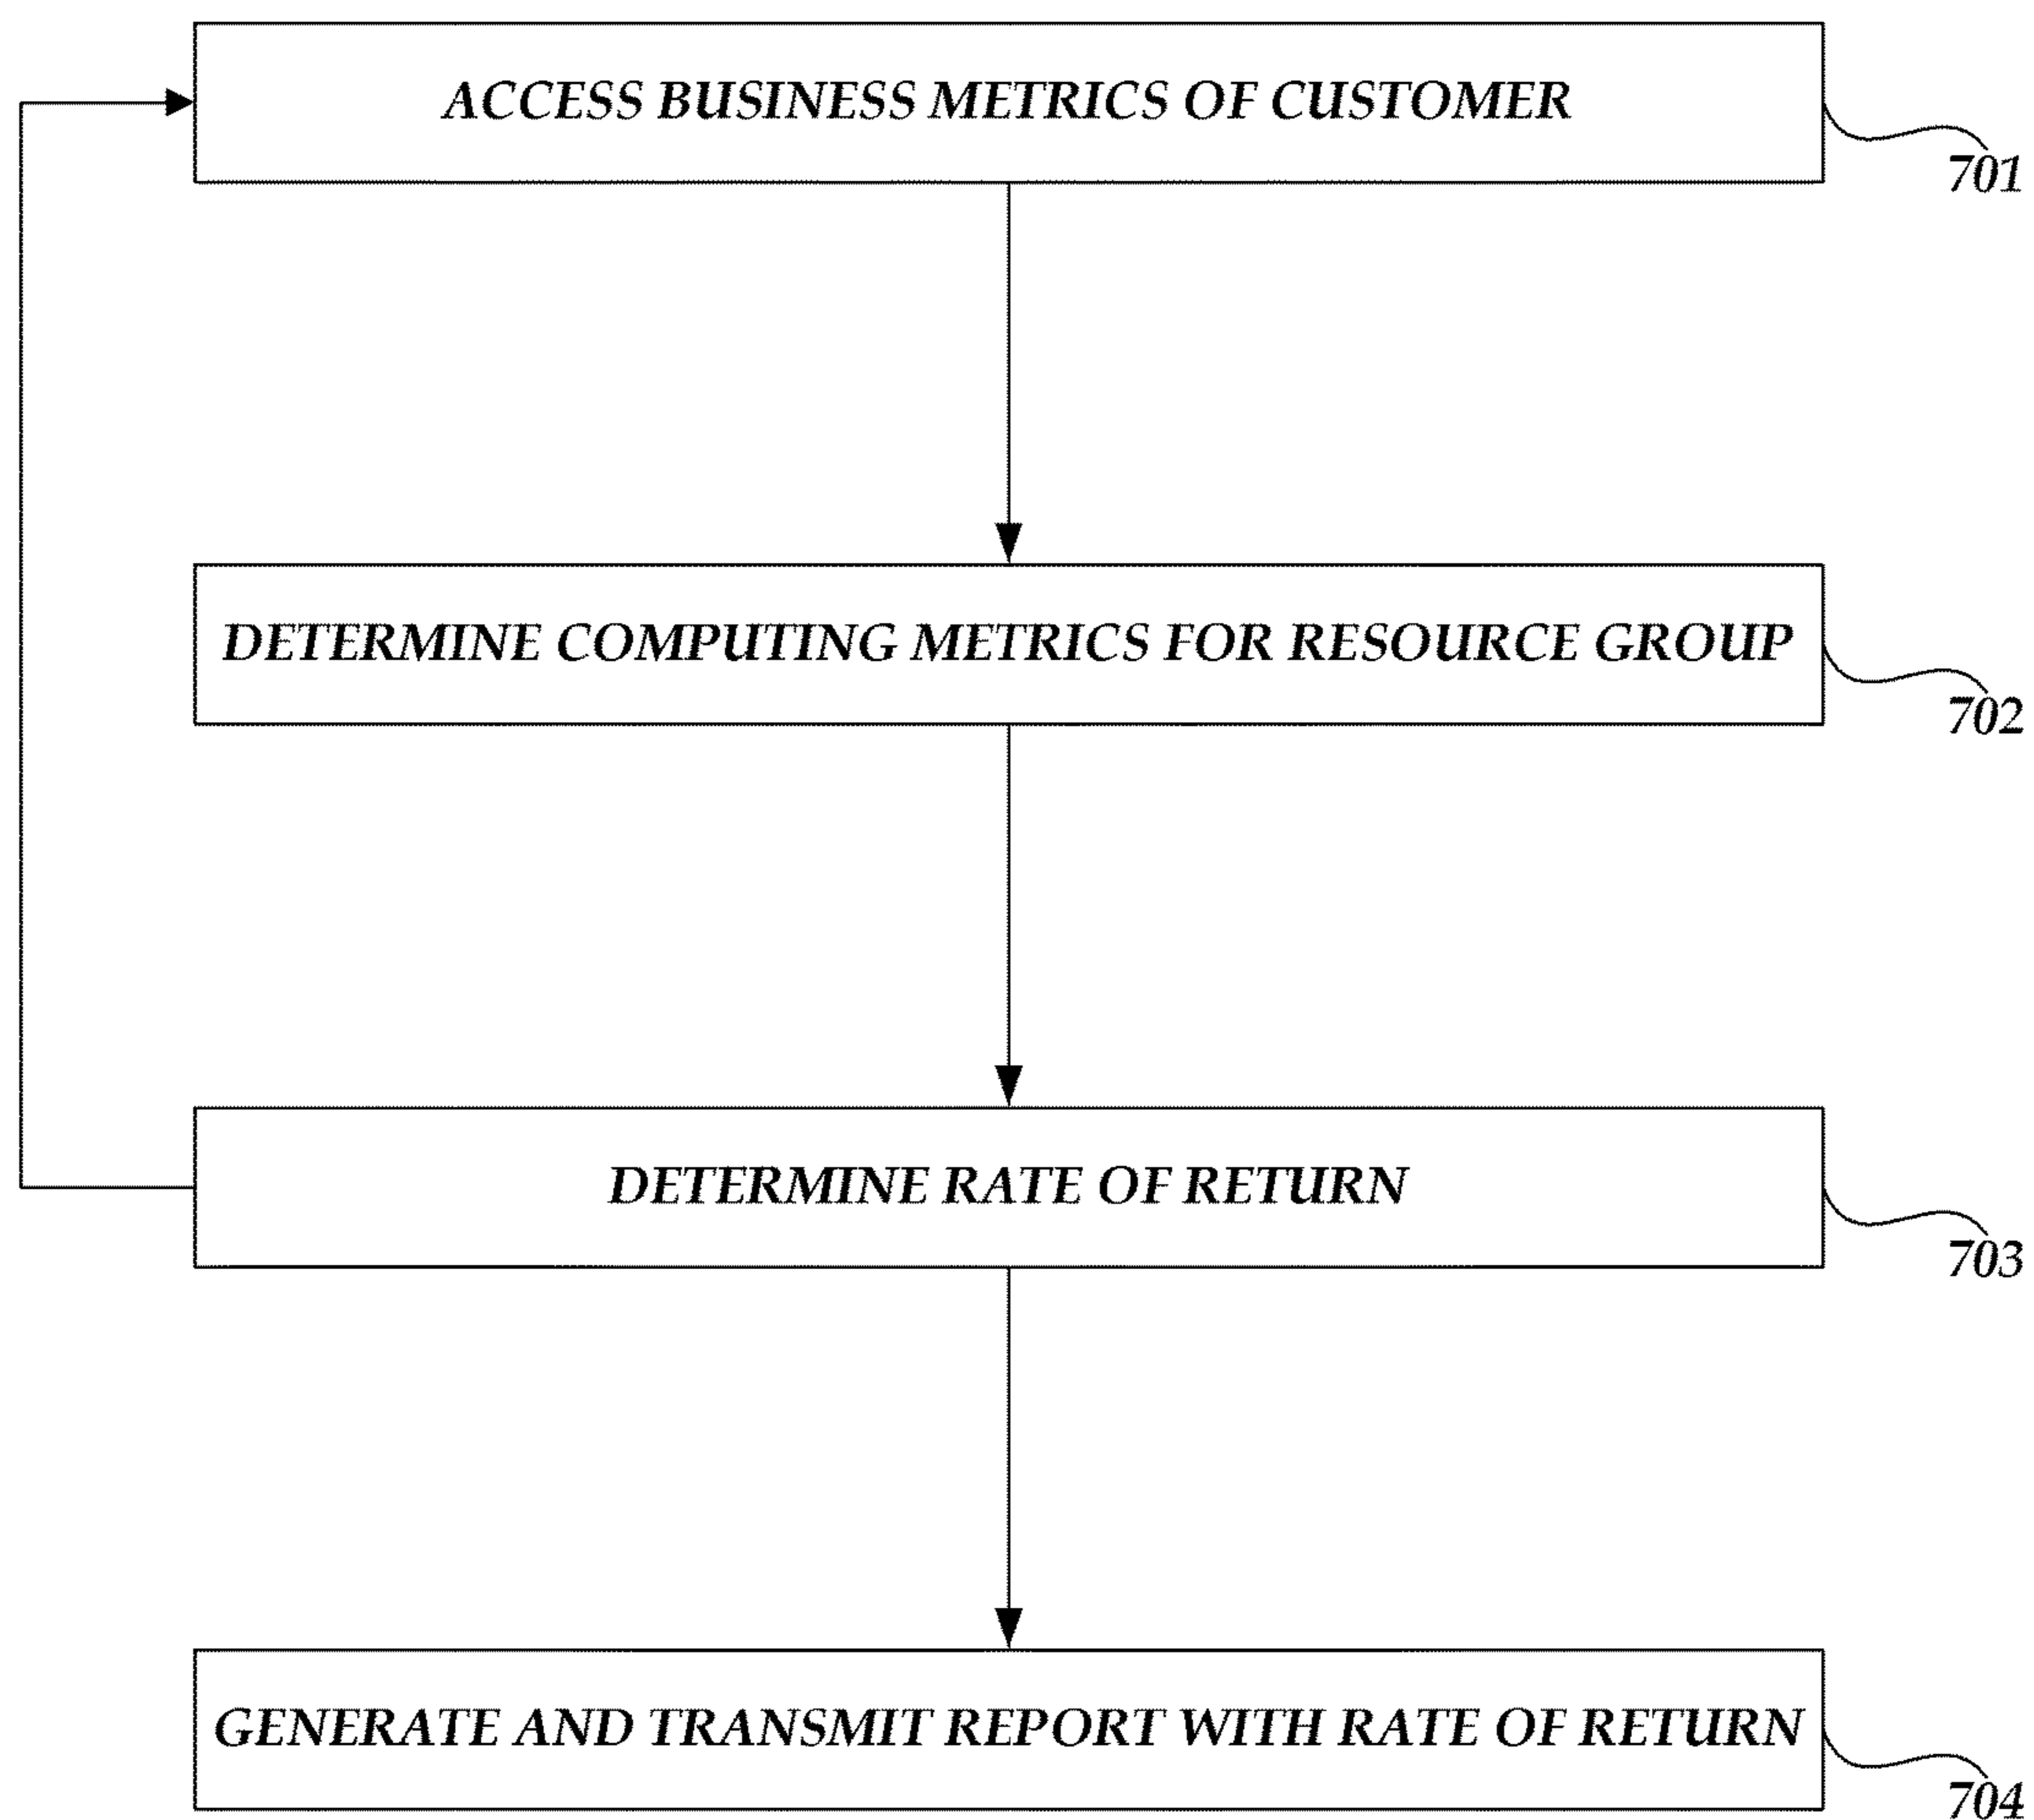 ACCESS BUSINESS METRICS OF CUSTOMER
701
DETERMINE COMPUTING METRICS FOR RESOURCE GROUP
702
DETERMINE RATE OF RETURN
703
GENERATE AND TRANSMIT REPORT WITH RATE OF RETURN
704